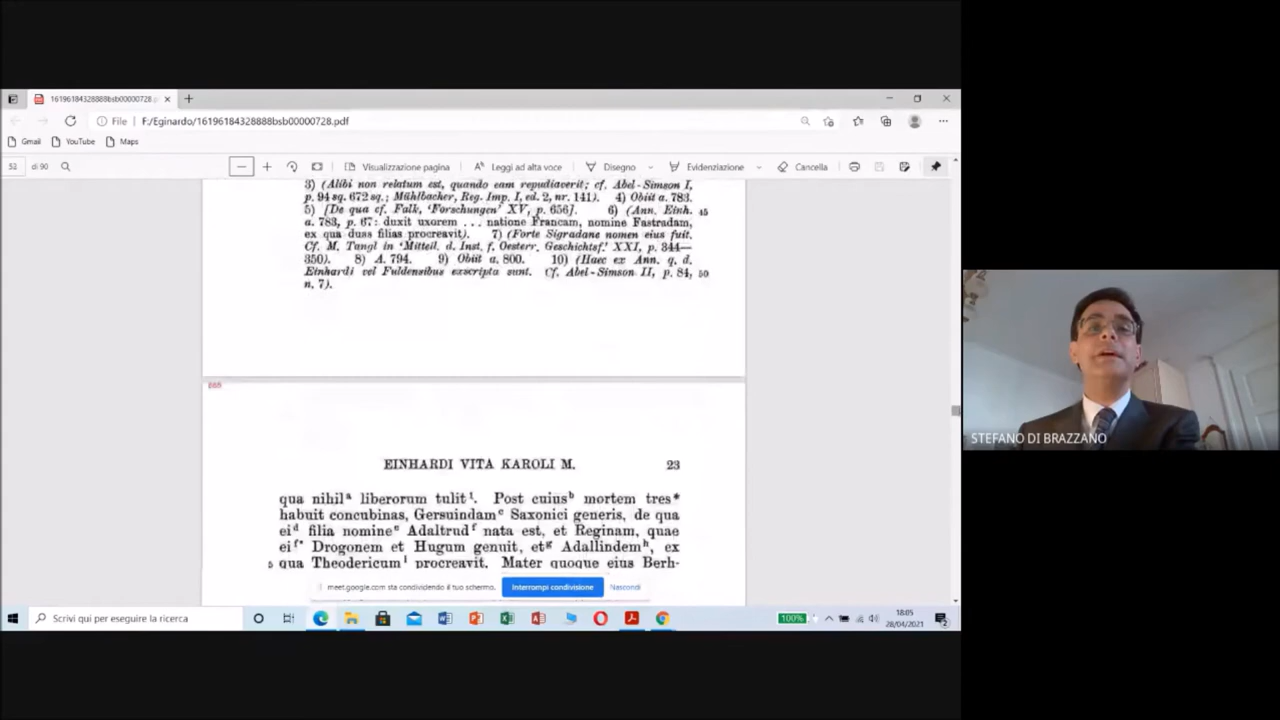 16196184328888bsb00000728.p
File F:/Eginardo/16196184328888bsb00000728.pdf
Gmail YouTube Maps
53 di 90 Visualizzazione pagina Leggi ad alta voce Disegno Evidenziazione Cancella
3) (Alibi non relatum est, quando eam repudiaverit; cf. Abel-Simson I,
p. 94 sq. 672 sq.; Mühlbacher, Reg. Imp. I, ed. 2, nr. 141). 4) Obiit a. 783.
5) [De qua cf. Falk, 'Forschungen' XV, p. 656]. 6) (Ann. Einh. 45
a. 783, p. 67: duxit uxorem ... natione Francam, nomine Fastradam,
ex qua duas filias procreavit). 7) (Forte Sigradane nomen eius fuit.
Cf. M. Tangl in 'Mitteil. d. Inst. f. Oesterr. Geschichtsf.' XXI, p. 344—
350). 8) A. 794. 9) Obiit a. 800. 10) (Haec ex Ann. q. d.
Einhardi vel Fuldensibus exscripta sunt. Cf. Abel-Simson II, p. 84, 50
n. 7).
EINHARDI VITA KAROLI M. 23
qua nihil a liberorum tulit 1. Post cuius b mortem tres*
habuit concubinas, Gersuindam c Saxonici generis, de qua
ei d filia nomine e Adaltrud f nata est, et Reginam, quae
ei f* Drogonem et Hugum genuit, et g Adallindem h, ex
5 qua Theodericum i procreavit. Mater quoque eius Berh-
meet.google.com sta condividendo il tuo schermo. Interrompi condivisione Nascondi
Scrivi qui per eseguire la ricerca
100%
18:05
28/04/2021
2
STEFANO DI BRAZZANO